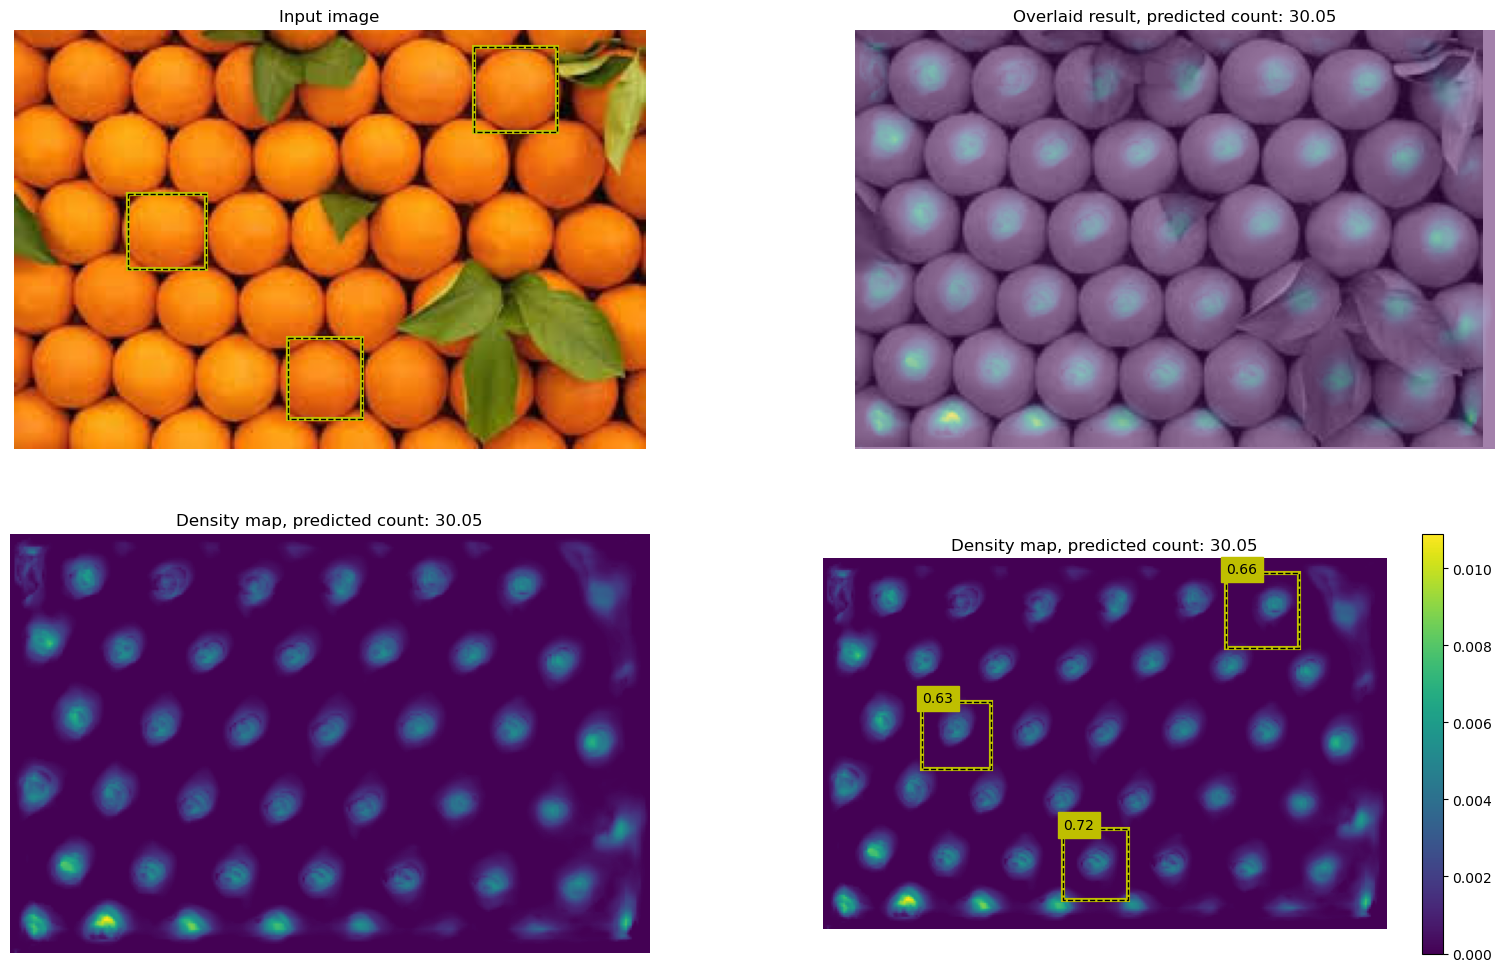 Input image
Overlaid result, predicted count: 30.05
Density map, predicted count: 30.05
Density map, predicted count: 30.05
0.66
0.63
0.72
0.010
0.008
0.006
0.004
0.002
0.000